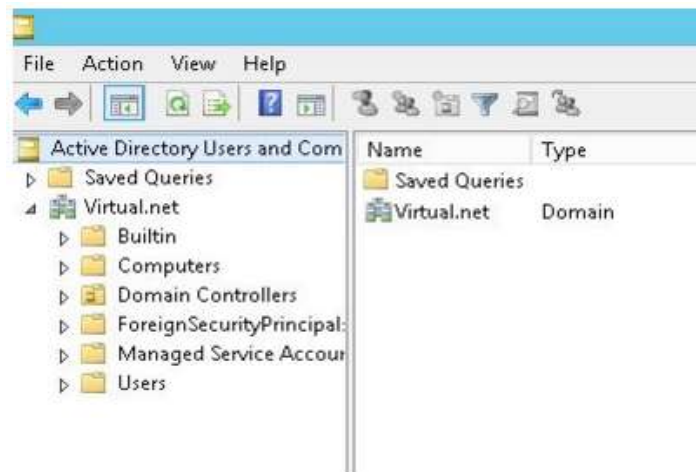 File Action View Help
Active Directory Users and Com
Saved Queries
Virtual.net
Builtin
Computers
Domain Controllers
ForeignSecurityPrincipal:
Managed Service Accour
Users
Name Type
Saved Queries
Virtual.net Domain